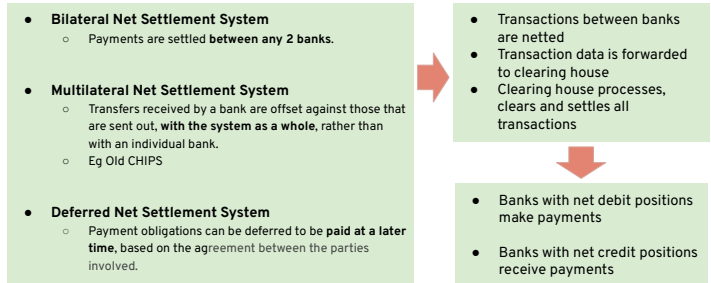 ● Bilateral Net Settlement System
○ Payments are settled between any 2 banks.
● Multilateral Net Settlement System
○ Transfers received by a bank are offset against those that
are sent out, with the system as a whole, rather than
with an individual bank.
○ Eg Old CHIPS
● Deferred Net Settlement System
○ Payment obligations can be deferred to be paid at a later
time, based on the agreement between the parties
involved.
● Transactions between banks
are netted
● Transaction data is forwarded
to clearing house
● Clearing house processes,
clears and settles all
transactions
● Banks with net debit positions
make payments
● Banks with net credit positions
receive payments